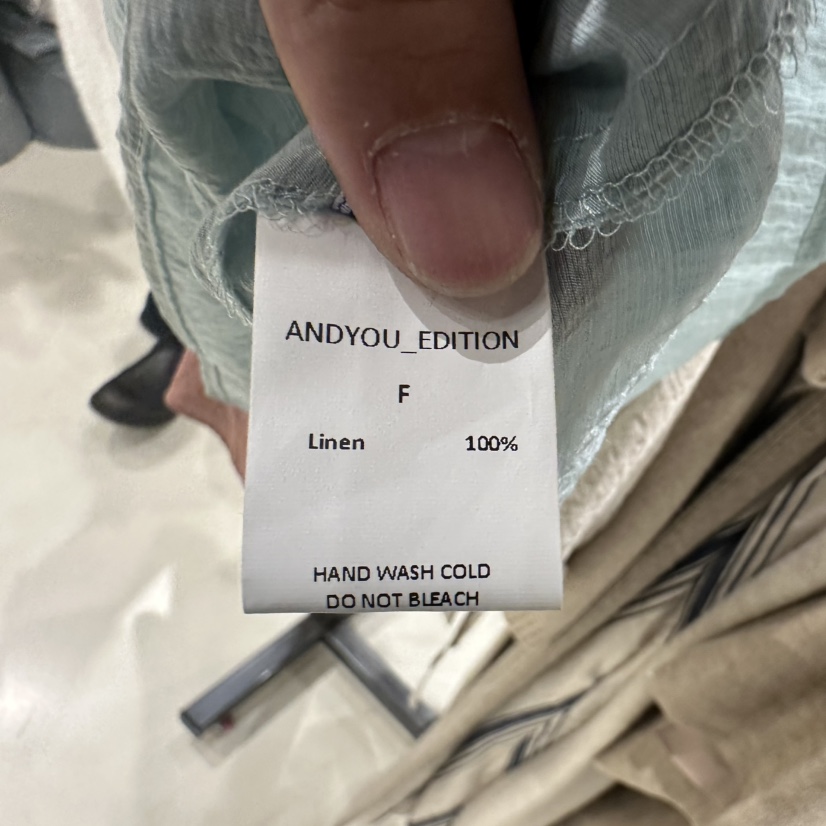 ANDYOU_EDITION
F
Linen 100%
HAND WASH COLD
DO NOT BLEACH